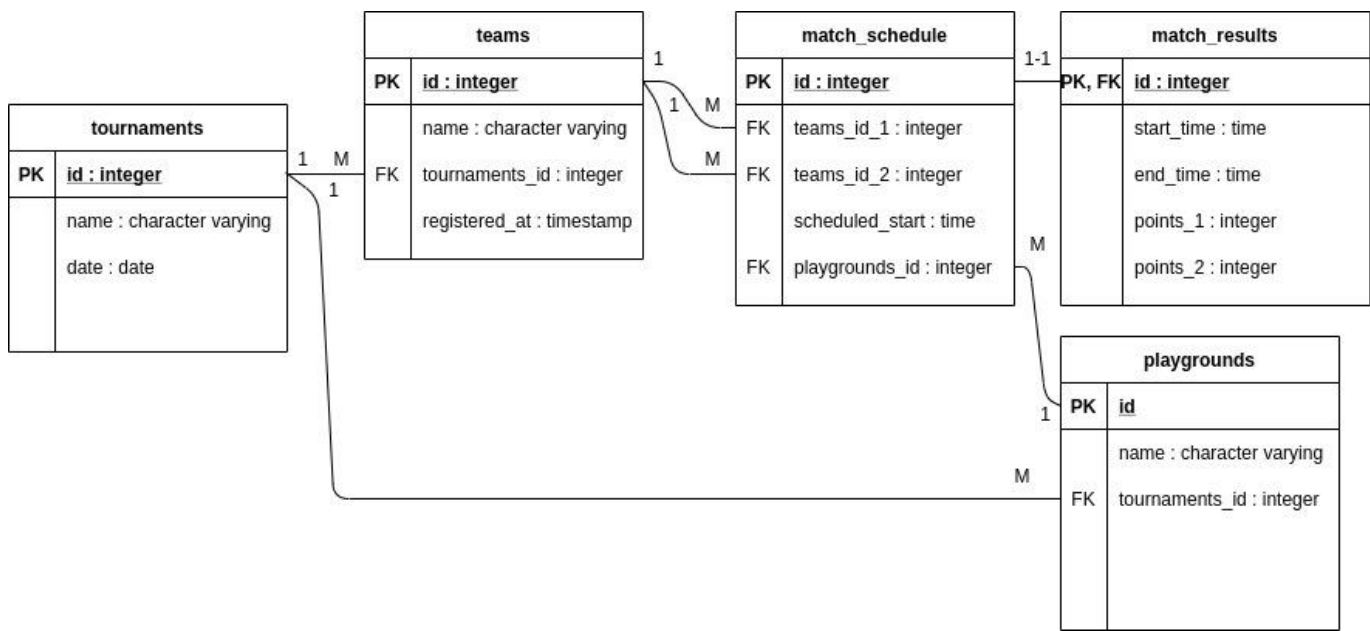 tournaments
PK id : integer
name : character varying
date : date
1 M
1
teams
PK id : integer
name : character varying
FK tournaments_id : integer
registered_at : timestamp
1
1 M
M
match_schedule
PK id : integer
FK teams_id_1 : integer
FK teams_id_2 : integer
scheduled_start : time
FK playgrounds_id : integer
1-1
match_results
PK, FK id : integer
start_time : time
end_time : time
points_1 : integer
points_2 : integer
M
1
playgrounds
PK id
name : character varying
M
FK tournaments_id : integer